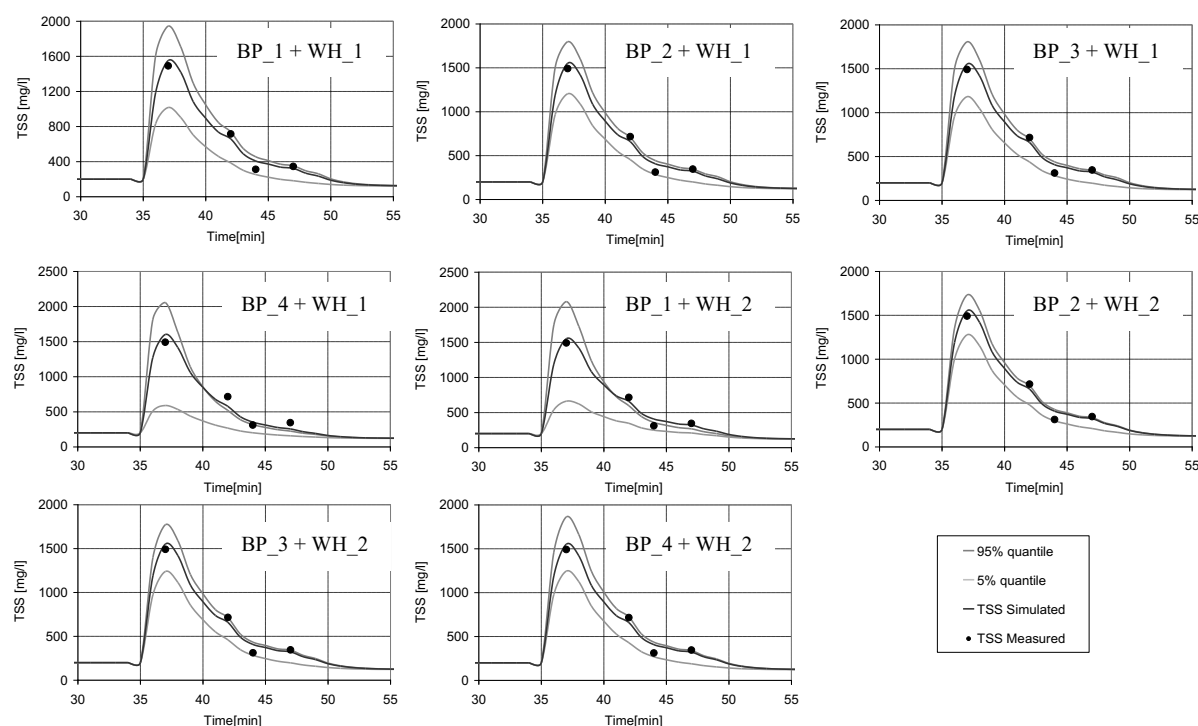 BP_1 + WH_1
TSS [mg/l]
2000
1600
1200
800
400
0
30 35 40 45 50 55
Time[min]
BP_2 + WH_1
TSS [mg/l]
2000
1500
1000
500
0
30 35 40 45 50 55
Time[min]
BP_3 + WH_1
TSS [mg/l]
2000
1500
1000
500
0
30 35 40 45 50 55
Time[min]
BP_4 + WH_1
TSS [mg/l]
2500
2000
1500
1000
500
0
30 35 40 45 50 55
Time[min]
BP_1 + WH_2
TSS [mg/l]
2500
2000
1500
1000
500
0
30 35 40 45 50 55
Time[min]
BP_2 + WH_2
TSS [mg/l]
2000
1500
1000
500
0
30 35 40 45 50 55
Time[min]
BP_3 + WH_2
TSS [mg/l]
2000
1500
1000
500
0
30 35 40 45 50 55
Time[min]
BP_4 + WH_2
TSS [mg/l]
2000
1500
1000
500
0
30 35 40 45 50 55
Time[min]
95% quantile
5% quantile
TSS Simulated
TSS Measured